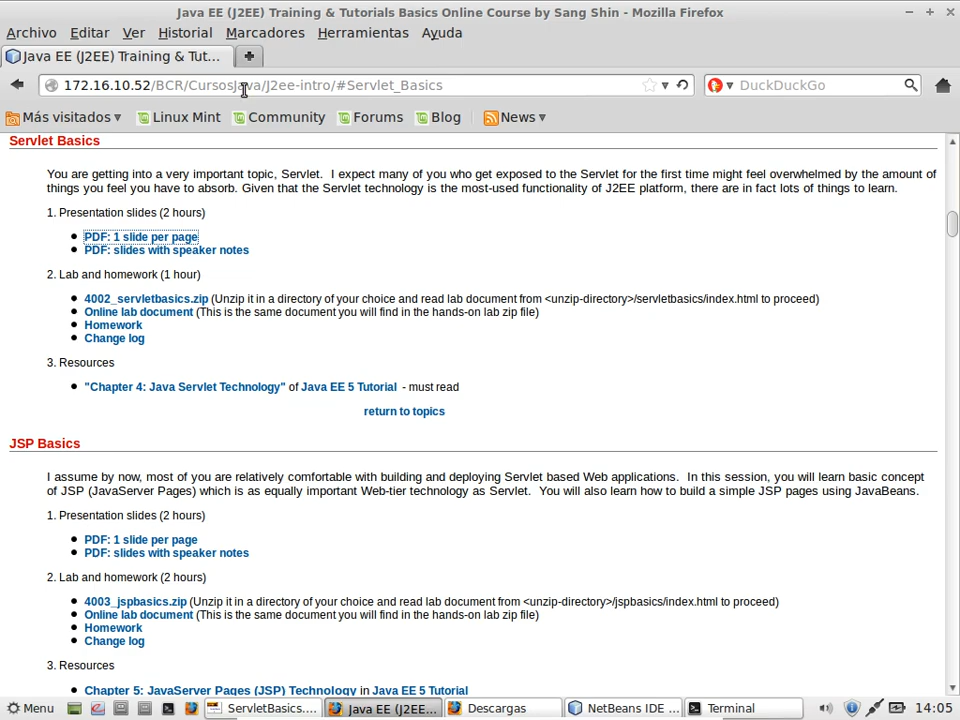 Java EE (J2EE) Training & Tutorials Basics Online Course by Sang Shin - Mozilla Firefox
Archivo Editar Ver Historial Marcadores Herramientas Ayuda
Java EE (J2EE) Training & Tut...
172.16.10.52/BCR/CursosJava/J2ee-intro/#Servlet_Basics DuckDuckGo
Más visitados Linux Mint Community Forums Blog News
Servlet Basics
You are getting into a very important topic, Servlet. I expect many of you who get exposed to the Servlet for the first time might feel overwhelmed by the amount of
things you feel you have to absorb. Given that the Servlet technology is the most-used functionality of J2EE platform, there are in fact lots of things to learn.
1. Presentation slides (2 hours)
PDF: 1 slide per page
PDF: slides with speaker notes
2. Lab and homework (1 hour)
4002_servletbasics.zip (Unzip it in a directory of your choice and read lab document from <unzip-directory>/servletbasics/index.html to proceed)
Online lab document (This is the same document you will find in the hands-on lab zip file)
Homework
Change log
3. Resources
"Chapter 4: Java Servlet Technology" of Java EE 5 Tutorial - must read
return to topics
JSP Basics
I assume by now, most of you are relatively comfortable with building and deploying Servlet based Web applications. In this session, you will learn basic concept
of JSP (JavaServer Pages) which is as equally important Web-tier technology as Servlet. You will also learn how to build a simple JSP pages using JavaBeans.
1. Presentation slides (2 hours)
PDF: 1 slide per page
PDF: slides with speaker notes
2. Lab and homework (2 hours)
4003_jspbasics.zip (Unzip it in a directory of your choice and read lab document from <unzip-directory>/jspbasics/index.html to proceed)
Online lab document (This is the same document you will find in the hands-on lab zip file)
Homework
Change log
3. Resources
Chapter 5: JavaServer Pages (JSP) Technology in Java EE 5 Tutorial
Menu ServletBasics.... Java EE (J2EE... Descargas NetBeans IDE ... Terminal 14:05